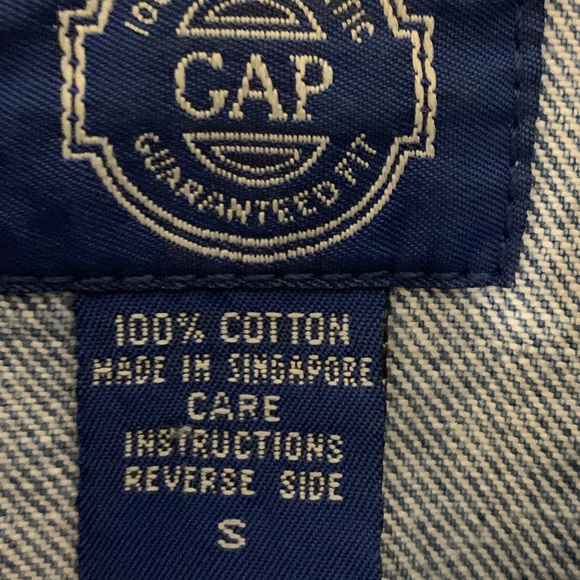 GAP
GUARANTEED FIT
100% COTTON
MADE IN SINGAPORE
CARE
INSTRUCTIONS
REVERSE SIDE
S